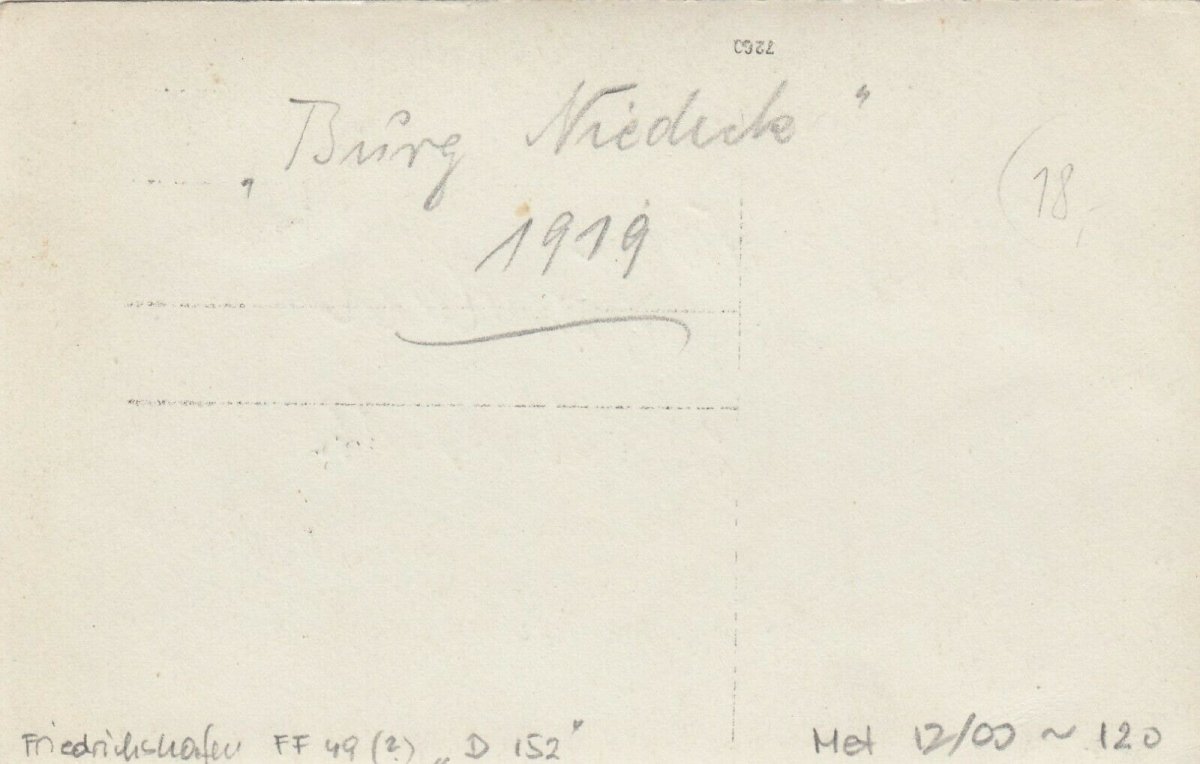 7260
„Burg Niedeck"
1919
(18,
Friedrichshafen FF 49 (?) „D 152"
Met 12/00 ~ 120